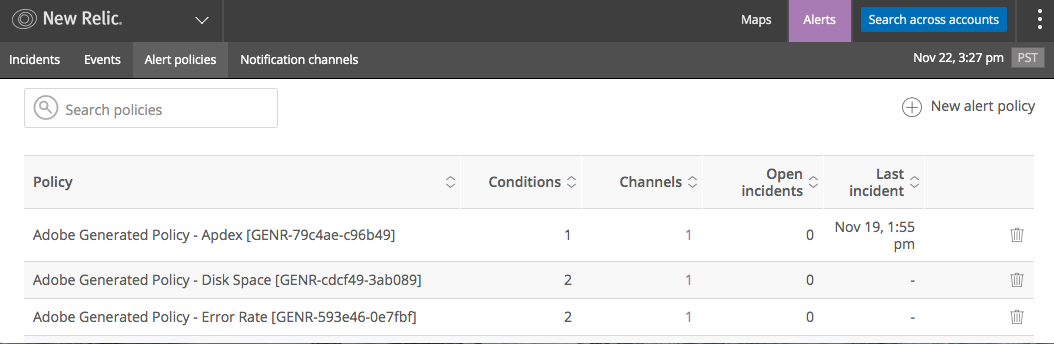 New Relic.
Maps
Alerts
Search across accounts
Incidents
Events
Alert policies
Notification channels
Nov 22, 3:27 pm
PST
Search policies
New alert policy
Policy
Conditions
Channels
Open
incidents
Last
incident
Adobe Generated Policy - Apdex [GENR-79c4ae-c96b49]
1
1
0
Nov 19, 1:55
pm
Adobe Generated Policy - Disk Space [GENR-cdcf49-3ab089]
2
1
0
-
Adobe Generated Policy - Error Rate [GENR-593e46-0e7fbf]
2
1
0
-